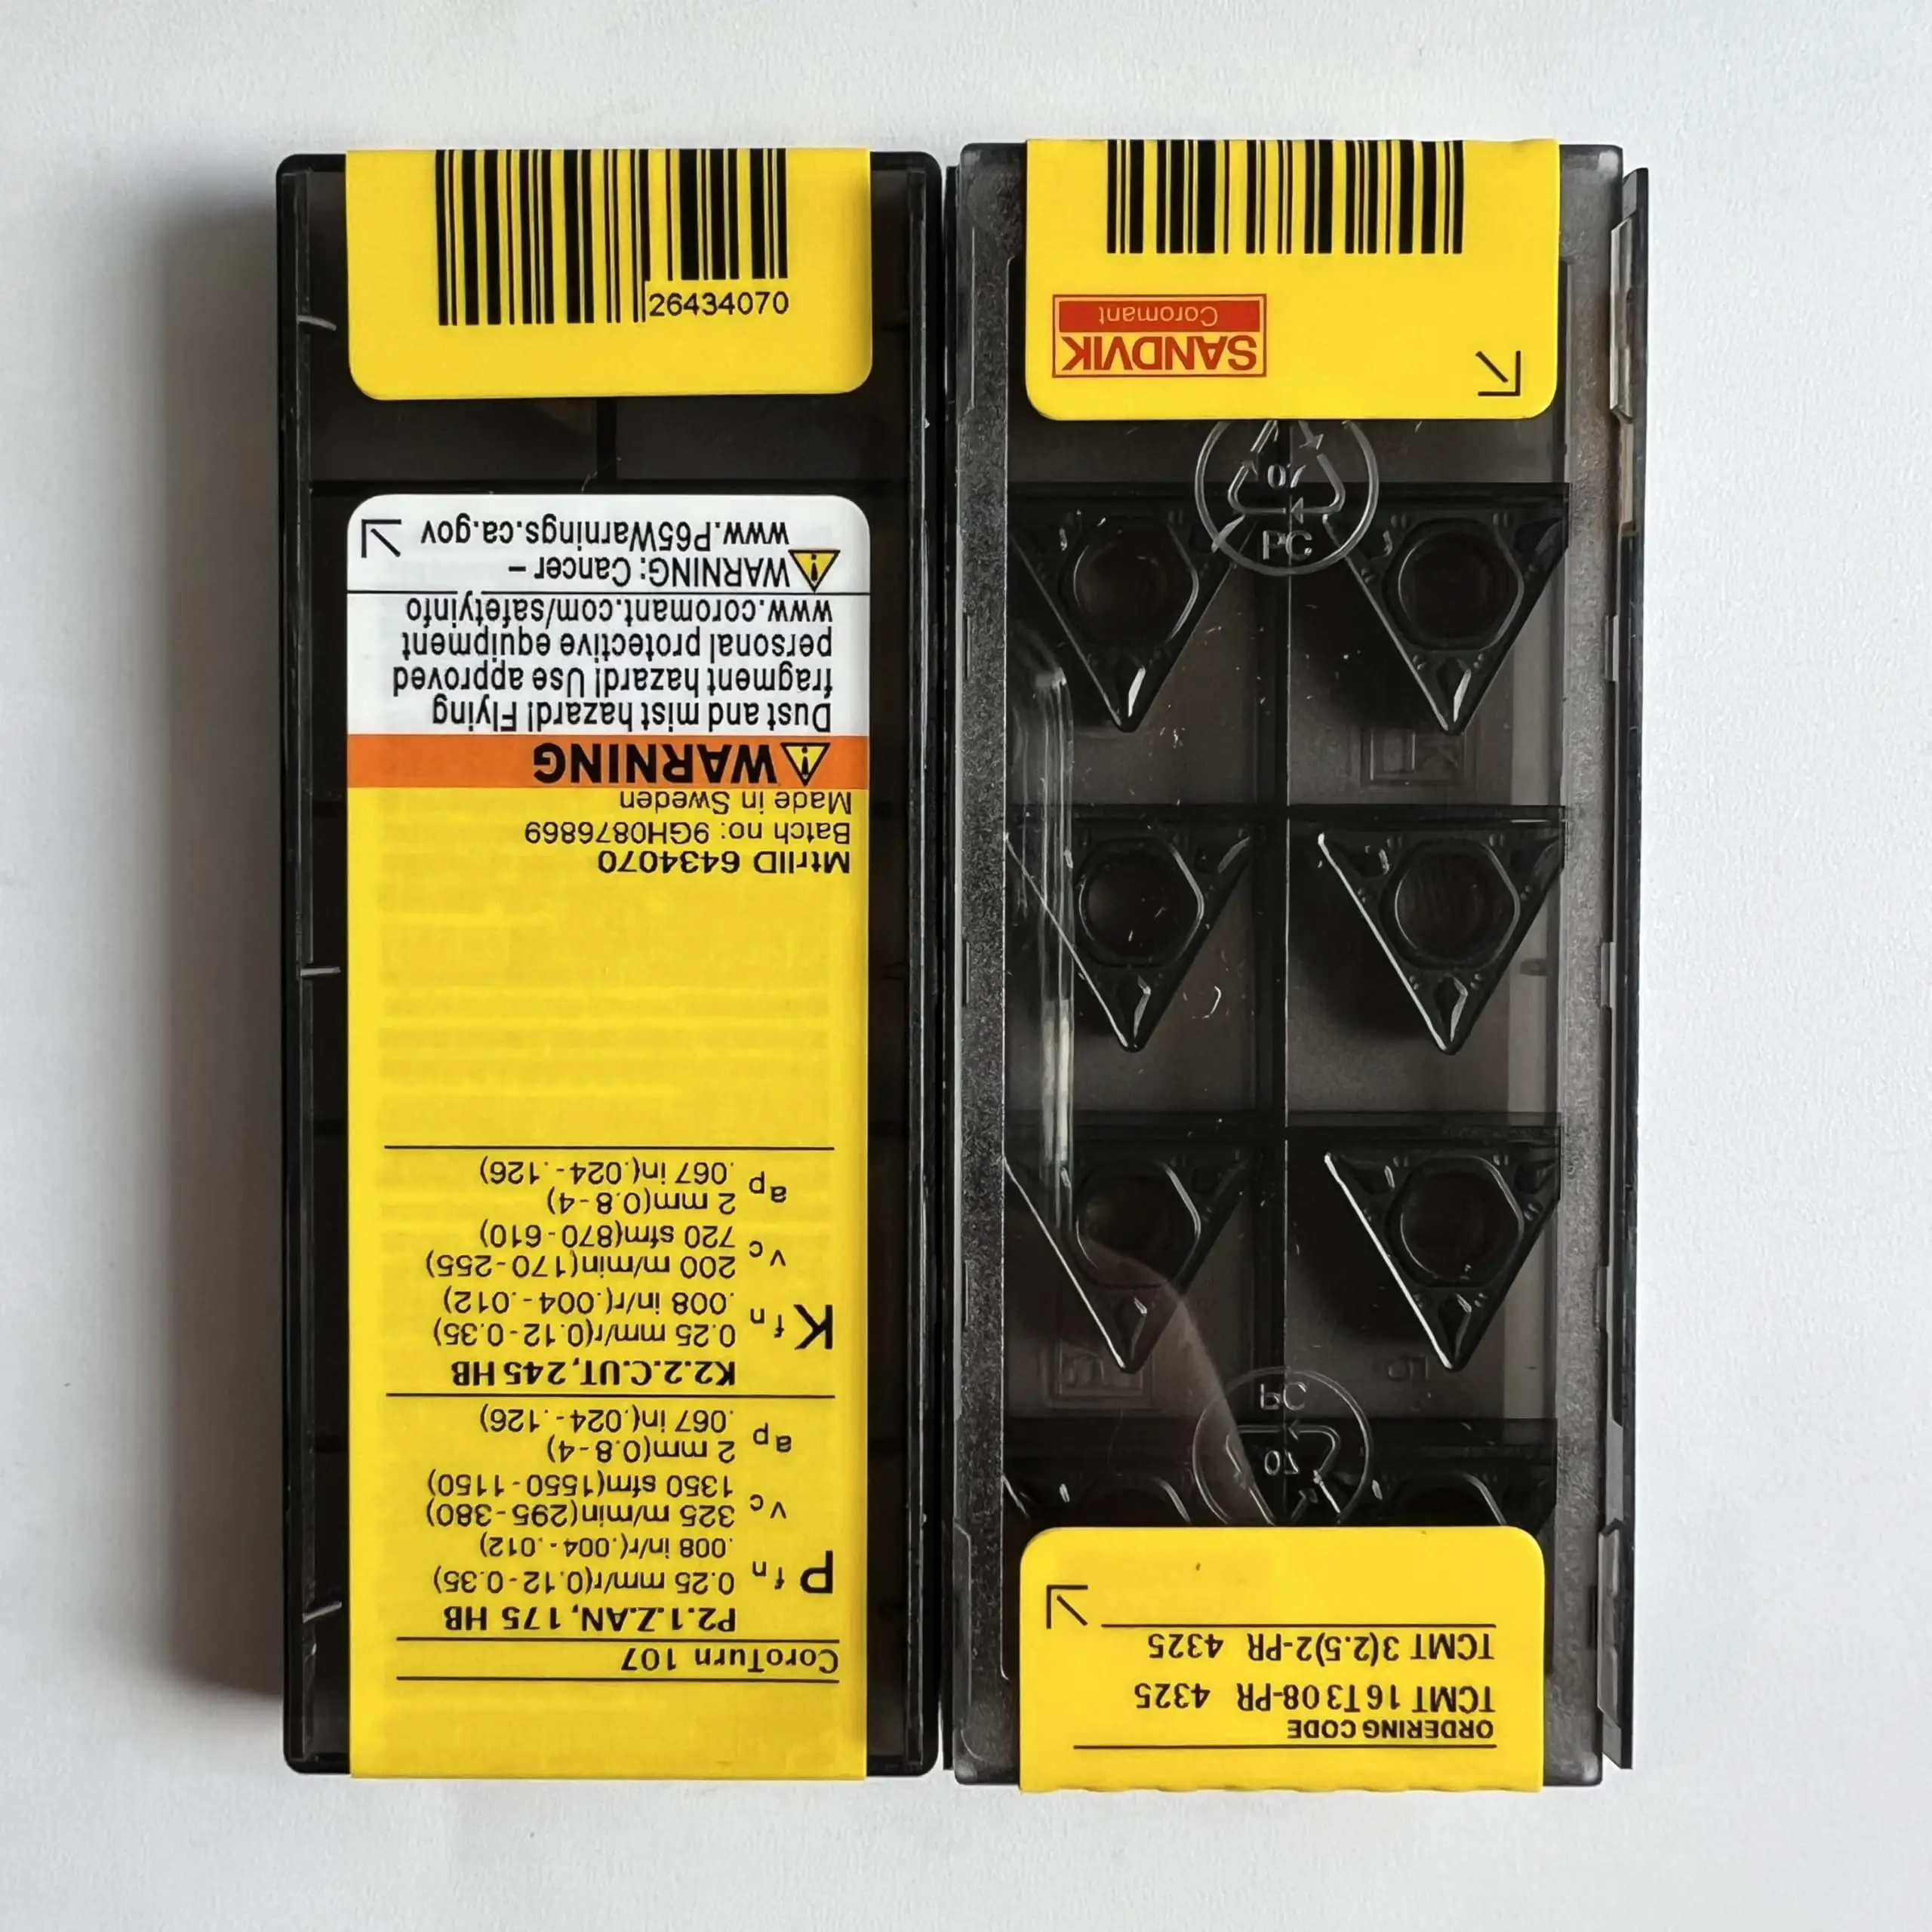 CoroTurn 107
P2.1.Z.AN, 175 HB
P fn 0.25 mm/r(0.12-0.35)
.008 in/r(.004-.012)
vc 325 m/min(295-380)
1350 sfm(1550-1150)
ap 2 mm(0.8-4)
.067 in(.024-.126)
K2.2.C.UT, 245 HB
K fn 0.25 mm/r(0.12-0.35)
.008 in/r(.004-.012)
vc 200 m/min(170-255)
720 sfm(870-610)
ap 2 mm(0.8-4)
.067 in(.024-.126)
MtrlID 6434070
Batch no: 9GH0876869
Made in Sweden
WARNING
Dust and mist hazard! Flying
fragment hazard! Use approved
personal protective equipment
www.coromant.com/safetyinfo
WARNING: Cancer –
www.P65Warnings.ca.gov
26434070
ORDERING CODE
TCMT 16T3 08-PR 4325
TCMT 3(2.5)2-PR 4325
PC
07
07
PC
SANDVIK
Coromant